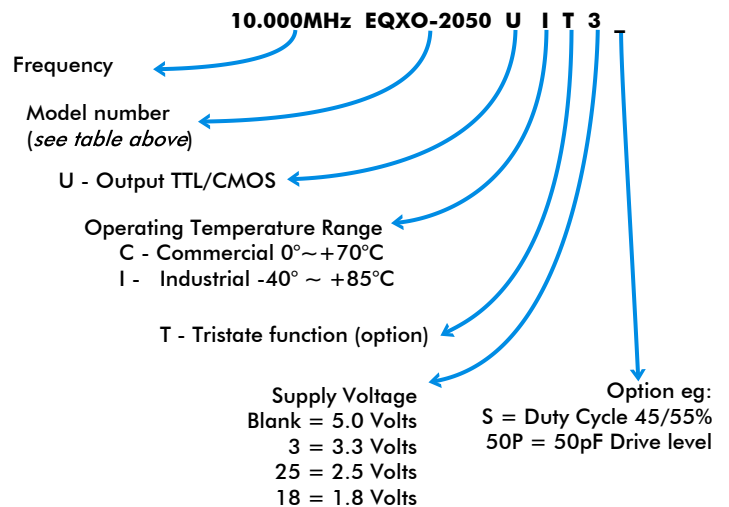 10.000MHz EQXO-2050 U I T 3 _
Frequency
Model number
(see table above)
U - Output TTL/CMOS
Operating Temperature Range
C - Commercial 0°~+70°C
I - Industrial -40° ~ +85°C
T - Tristate function (option)
Supply Voltage
Blank = 5.0 Volts
3 = 3.3 Volts
25 = 2.5 Volts
18 = 1.8 Volts
Option eg:
S = Duty Cycle 45/55%
50P = 50pF Drive level